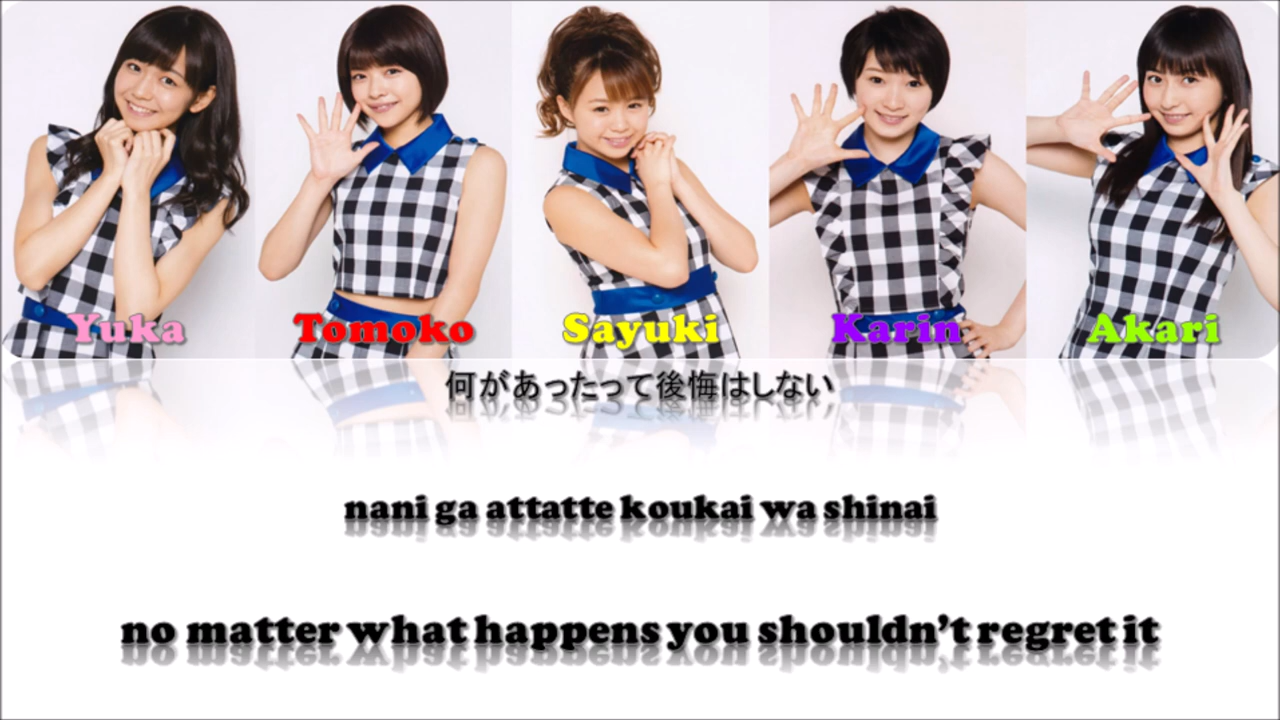 Yuka Tomoko Sayuki Karin Akari
何があったって後悔はしない
nani ga attatte koukai wa shinai
no matter what happens you shouldn't regret it